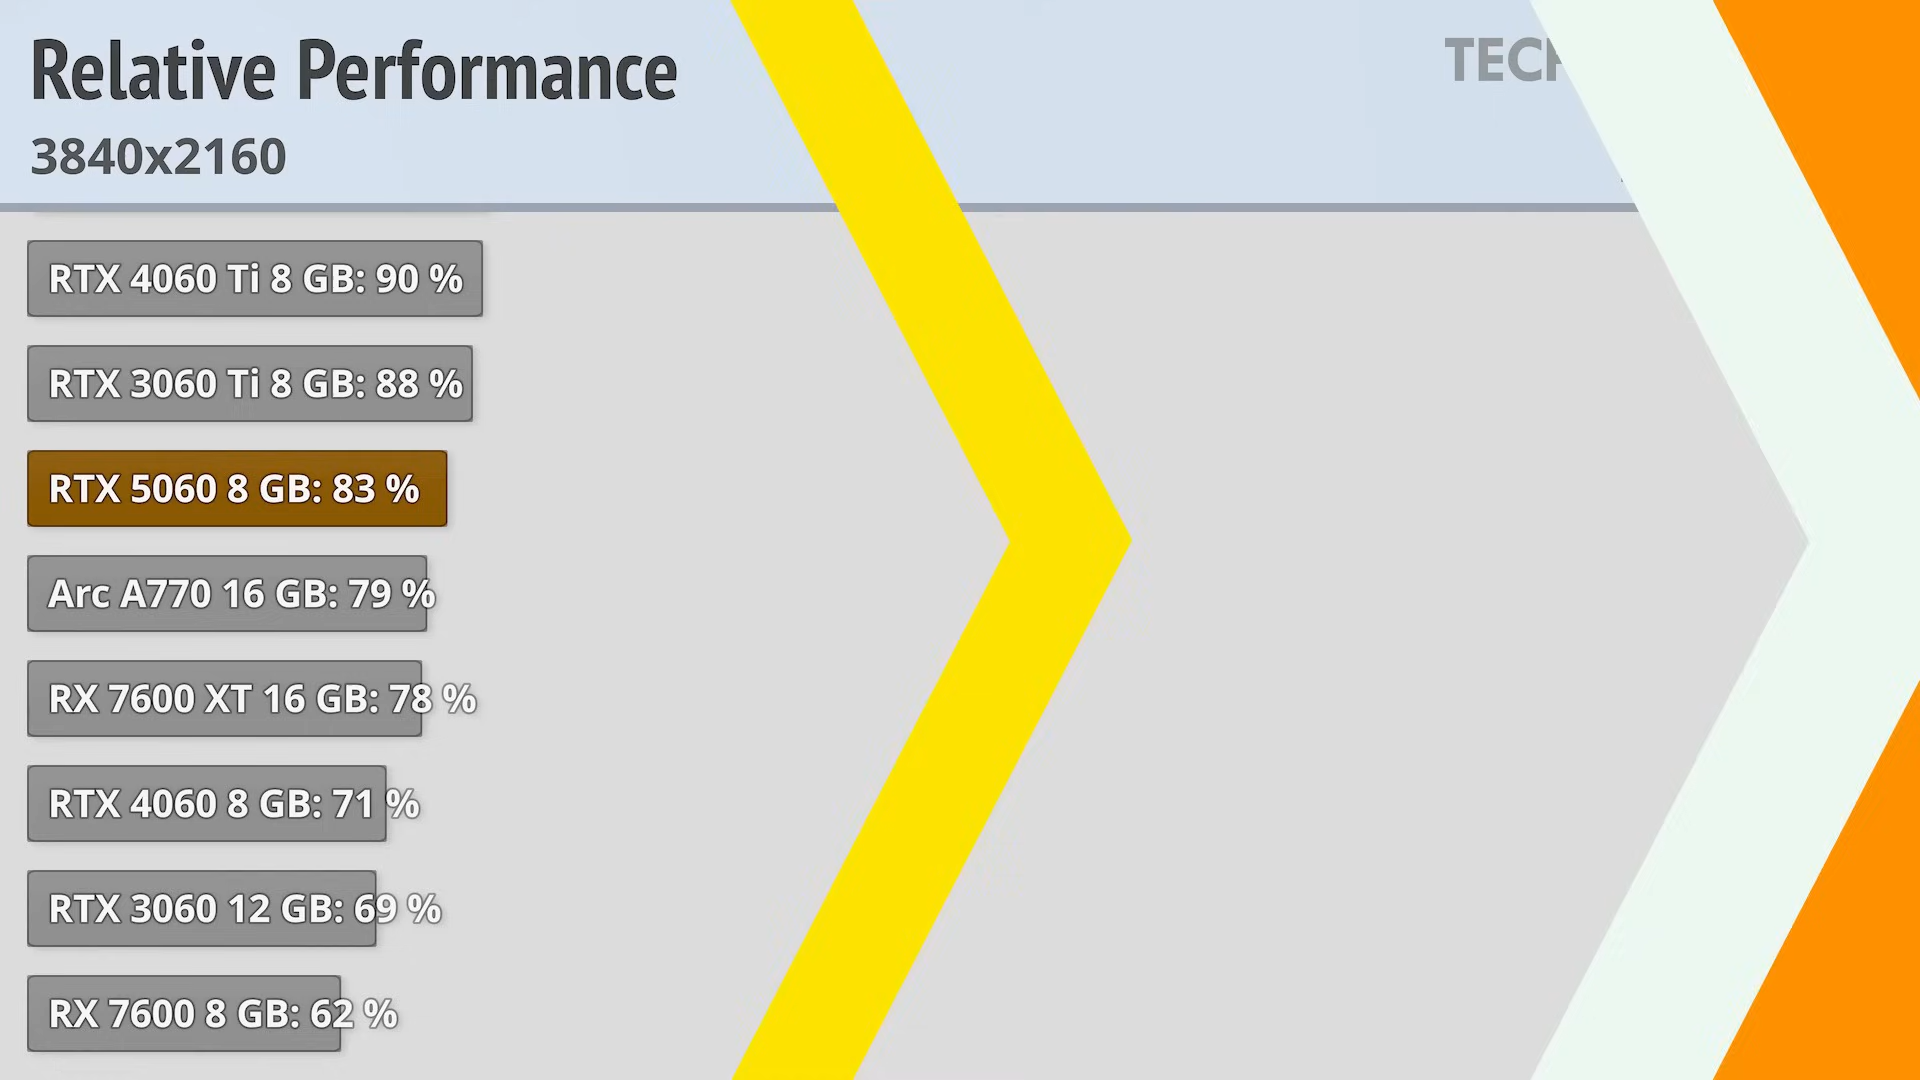 Relative Performance
TECH
3840x2160
RTX 4060 Ti 8 GB: 90 %
RTX 3060 Ti 8 GB: 88 %
RTX 5060 8 GB: 83 %
Arc A770 16 GB: 79 %
RX 7600 XT 16 GB: 78 %
RTX 4060 8 GB: 71 %
RTX 3060 12 GB: 69 %
RX 7600 8 GB: 62 %